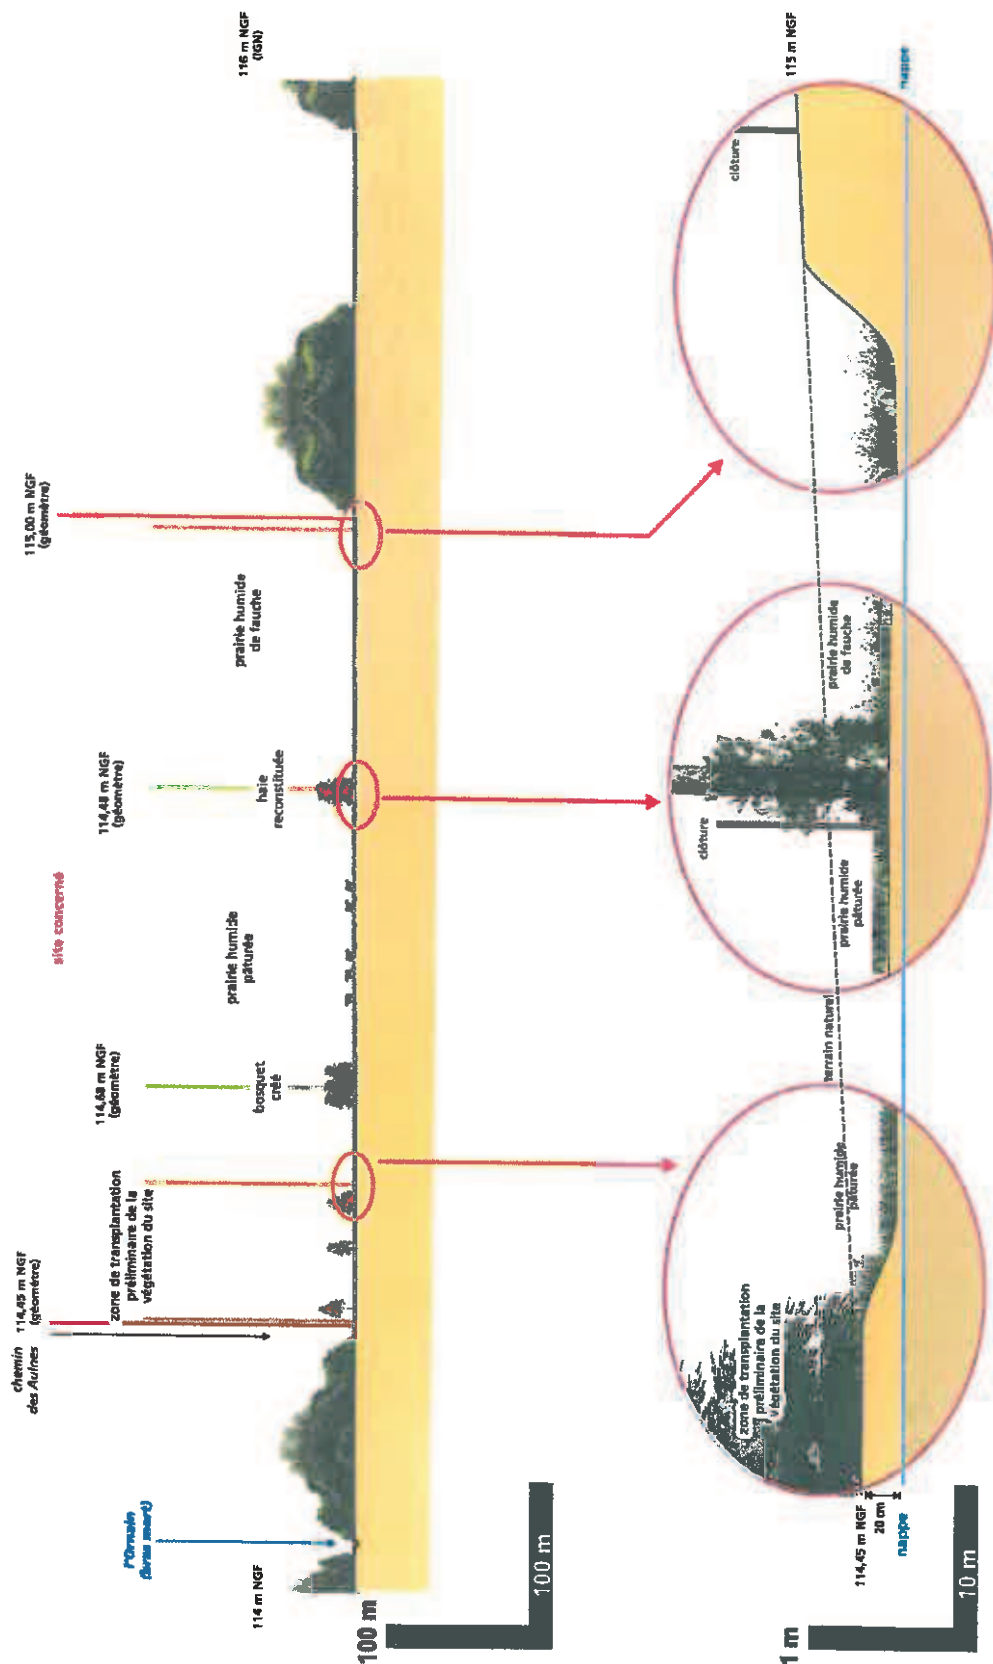 site concerné
chemin
des Aulnes
114,45 m NGF
(géomètre)
114,68 m NGF
(géomètre)
114,48 m NGF
(géomètre)
115,00 m NGF
(géomètre)
l'Ornain
(bras mort)
zone de transplantation
préliminaire de la
végétation du site
bosquet
créé
prairie humide
pâturée
haie
reconstituée
prairie humide
de fauche
114 m NGF
116 m NGF
(IGN)
100 m
100 m
zone de transplantation
préliminaire de la
végétation du site
prairie humide
pâturée
terrain naturel
clôture
prairie humide
pâturée
prairie humide
de fauche
clôture
115 m NGF
114,45 m NGF
20 cm
nappe
nappe
1 m
10 m